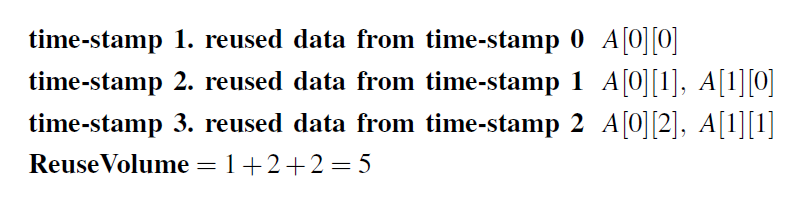 time-stamp 1. reused data from time-stamp 0 A[0][0]
time-stamp 2. reused data from time-stamp 1 A[0][1], A[1][0]
time-stamp 3. reused data from time-stamp 2 A[0][2], A[1][1]
ReuseVolume = 1+2+2 = 5